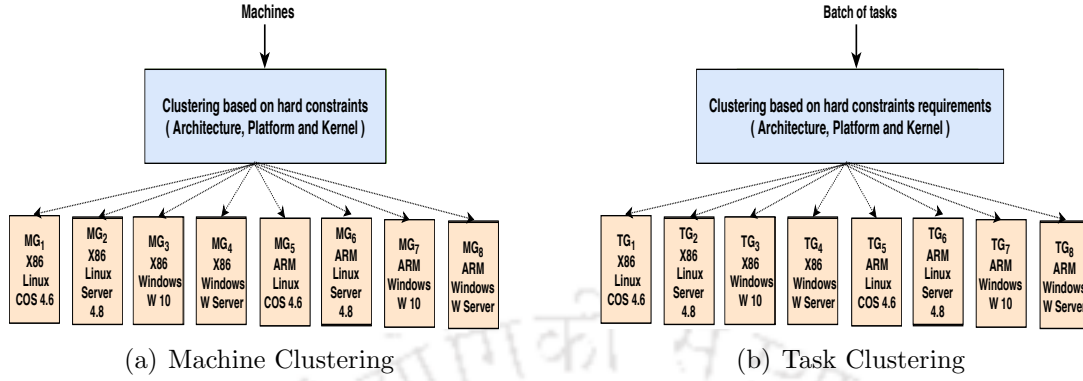 Machines
Clustering based on hard constraints
( Architecture, Platform and Kernel )
MG1
X86
Linux
COS 4.6
MG2
X86
Linux
Server
4.8
MG3
X86
Windows
W 10
MG4
X86
Windows
W Server
MG5
ARM
Linux
COS 4.6
MG6
ARM
Linux
Server
4.8
MG7
ARM
Windows
W 10
MG8
ARM
Windows
W Server
(a) Machine Clustering
Batch of tasks
Clustering based on hard constraints requirements
( Architecture, Platform and Kernel )
TG1
X86
Linux
COS 4.6
TG2
X86
Linux
Server
4.8
TG3
X86
Windows
W 10
TG4
X86
Windows
W Server
TG5
ARM
Linux
COS 4.6
TG6
ARM
Linux
Server
4.8
TG7
ARM
Windows
W 10
TG8
ARM
Windows
W Server
(b) Task Clustering